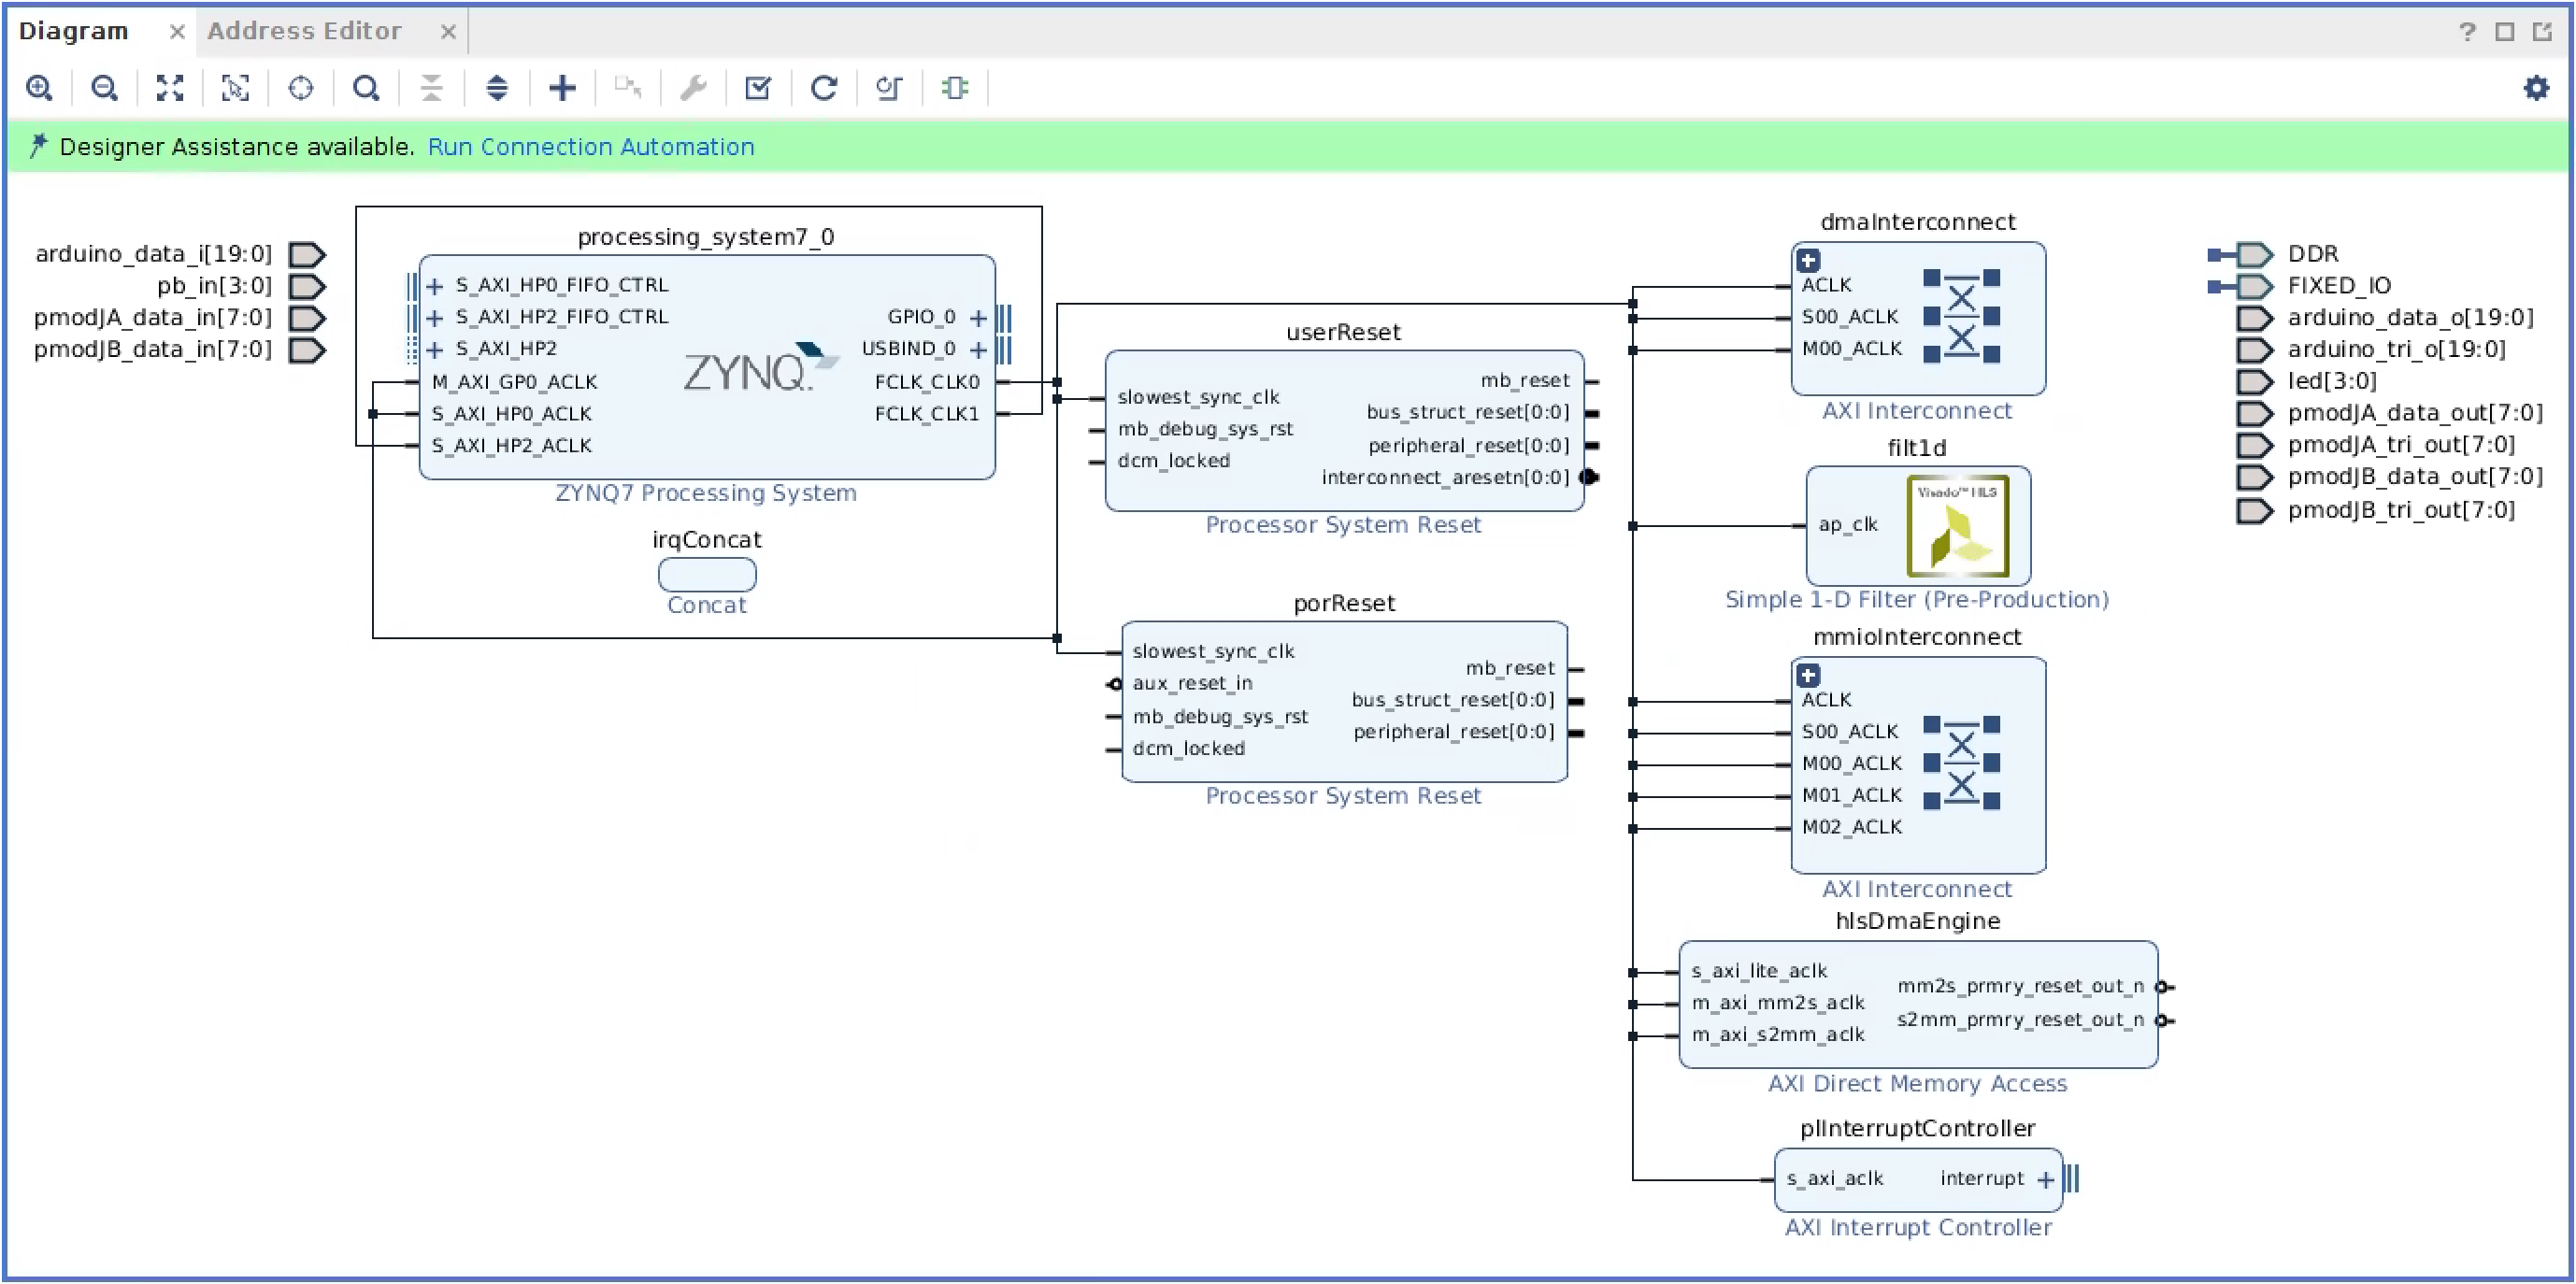 Diagram
Address Editor
Designer Assistance available. Run Connection Automation
arduino_data_i[19:0]
pb_in[3:0]
pmodJA_data_in[7:0]
pmodJB_data_in[7:0]
processing_system7_0
S_AXI_HP0_FIFO_CTRL
S_AXI_HP2_FIFO_CTRL
S_AXI_HP2
M_AXI_GP0_ACLK
S_AXI_HP0_ACLK
S_AXI_HP2_ACLK
ZYNQ.
GPIO_0
USBIND_0
FCLK_CLK0
FCLK_CLK1
ZYNQ7 Processing System
irqConcat
Concat
userReset
slowest_sync_clk
mb_debug_sys_rst
dcm_locked
mb_reset
bus_struct_reset[0:0]
peripheral_reset[0:0]
interconnect_aresetn[0:0]
Processor System Reset
porReset
slowest_sync_clk
aux_reset_in
mb_debug_sys_rst
dcm_locked
mb_reset
bus_struct_reset[0:0]
peripheral_reset[0:0]
Processor System Reset
dmaInterconnect
ACLK
S00_ACLK
M00_ACLK
AXI Interconnect
filt1d
ap_clk
Vivado™ HLS
Simple 1-D Filter (Pre-Production)
mmioInterconnect
ACLK
S00_ACLK
M00_ACLK
M01_ACLK
M02_ACLK
AXI Interconnect
hlsDmaEngine
s_axi_lite_aclk
m_axi_mm2s_aclk
m_axi_s2mm_aclk
mm2s_prmry_reset_out_n
s2mm_prmry_reset_out_n
AXI Direct Memory Access
plInterruptController
s_axi_aclk
interrupt
AXI Interrupt Controller
DDR
FIXED_IO
arduino_data_o[19:0]
arduino_tri_o[19:0]
led[3:0]
pmodJA_data_out[7:0]
pmodJA_tri_out[7:0]
pmodJB_data_out[7:0]
pmodJB_tri_out[7:0]